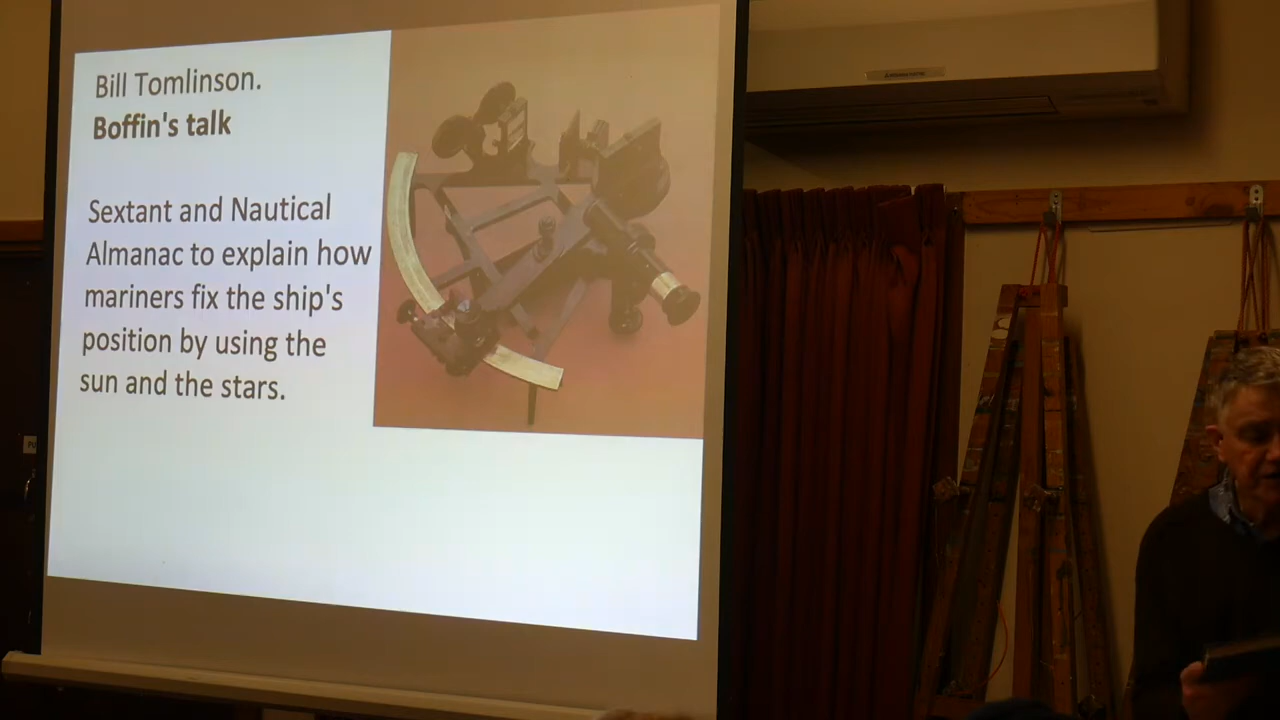 Bill Tomlinson.
Boffin's talk
Sextant and Nautical
Almanac to explain how
mariners fix the ship's
position by using the
sun and the stars.